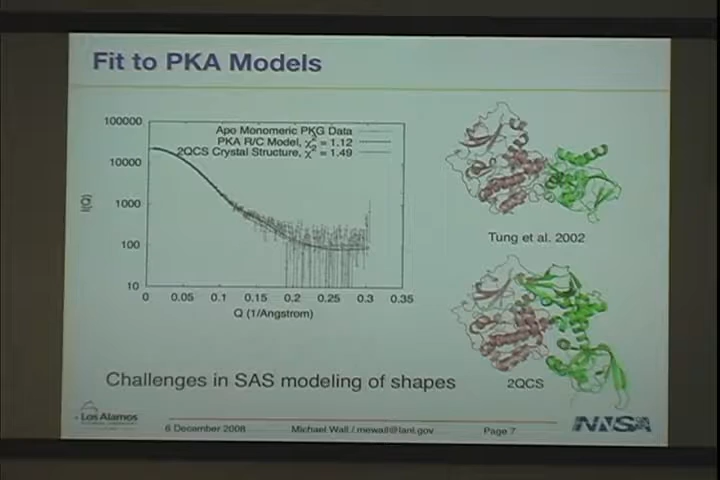 Fit to PKA Models
100000
10000
1000
100
10
0 0.05 0.1 0.15 0.2 0.25 0.3 0.35
I(Q)
Q (1/Angstrom)
Apo Monomeric PKG Data
PKA R/C Model, χ² = 1.12
2QCS Crystal Structure, χ² = 1.49
Tung et al. 2002
2QCS
Challenges in SAS modeling of shapes
Los Alamos
6 December 2008 Michael Wall / mewall@lanl.gov Page 7
NNSA